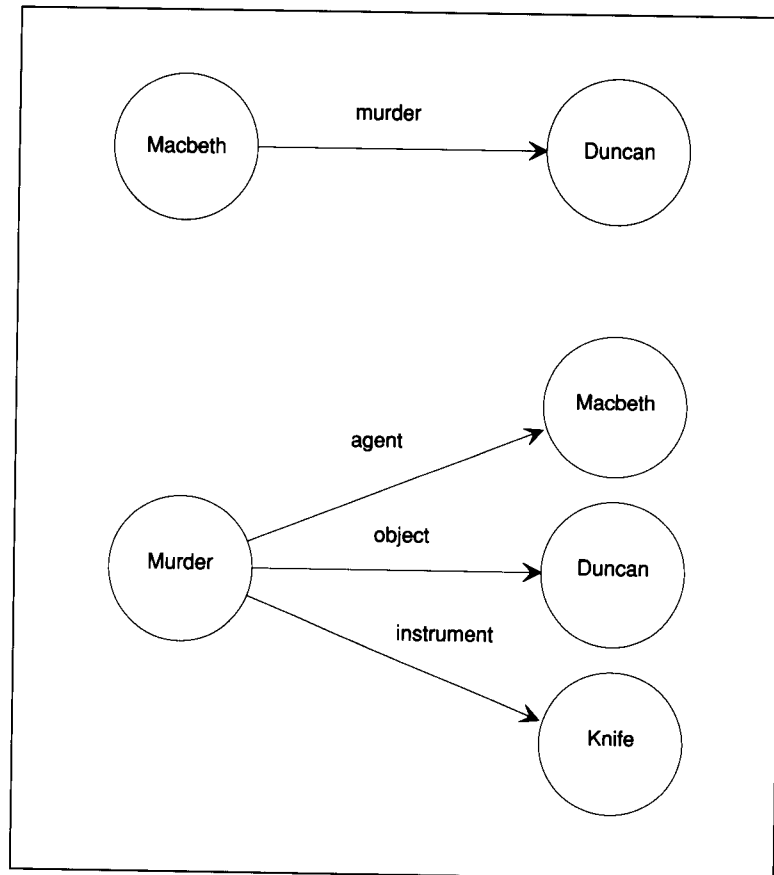 murder
Macbeth
Duncan
Macbeth
agent
object
Murder
Duncan
instrument
Knife